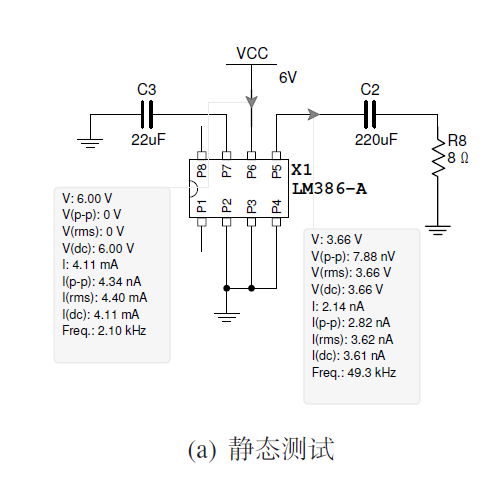 VCC
6V
C3
C2
22uF
220uF
R8
8 Ω
P8 P7 P6 P5
X1
LM386-A
P1 P2 P3 P4
V: 6.00 V
V(p-p): 0 V
V(rms): 0 V
V(dc): 6.00 V
I: 4.11 mA
I(p-p): 4.34 nA
I(rms): 4.40 mA
I(dc): 4.11 mA
Freq.: 2.10 kHz
V: 3.66 V
V(p-p): 7.88 nV
V(rms): 3.66 V
V(dc): 3.66 V
I: 2.14 nA
I(p-p): 2.82 nA
I(rms): 3.62 nA
I(dc): 3.61 nA
Freq.: 49.3 kHz
(a) 静态测试